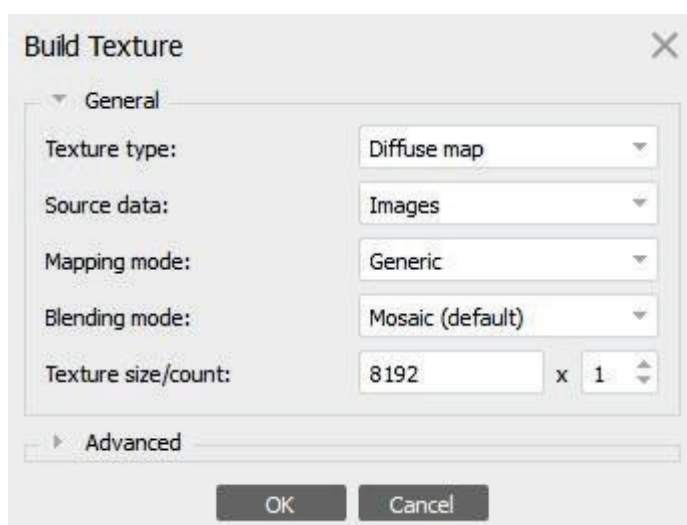 Build Texture
General
Texture type: Diffuse map
Source data: Images
Mapping mode: Generic
Blending mode: Mosaic (default)
Texture size/count: 8192 x 1
Advanced
OK Cancel